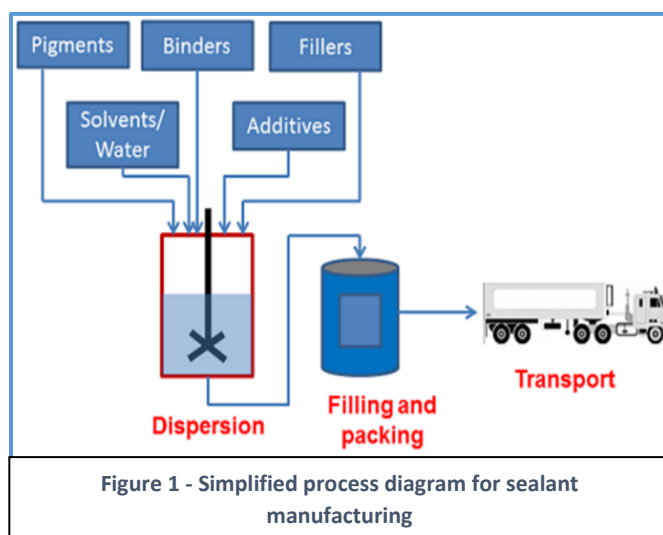 Pigments
Binders
Fillers
Solvents/
Water
Additives
Dispersion
Filling and
packing
Transport
Figure 1 - Simplified process diagram for sealant
manufacturing